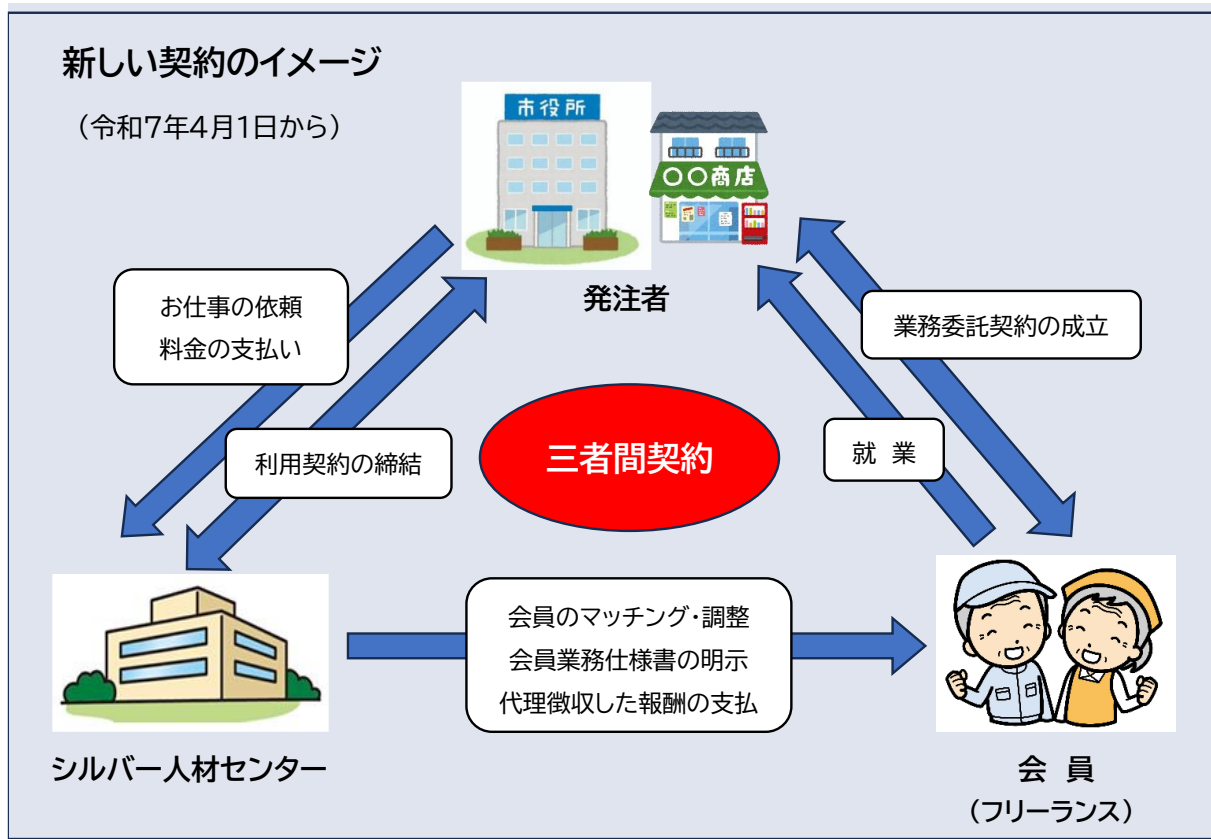 新しい契約のイメージ
（令和7年4月1日から）
市役所
〇〇商店
発注者
お仕事の依頼
料金の支払い
利用契約の締結
業務委託契約の成立
就 業
三者間契約
会員のマッチング・調整
会員業務仕様書の明示
代理徴収した報酬の支払
シルバー人材センター
会 員
（フリーランス）